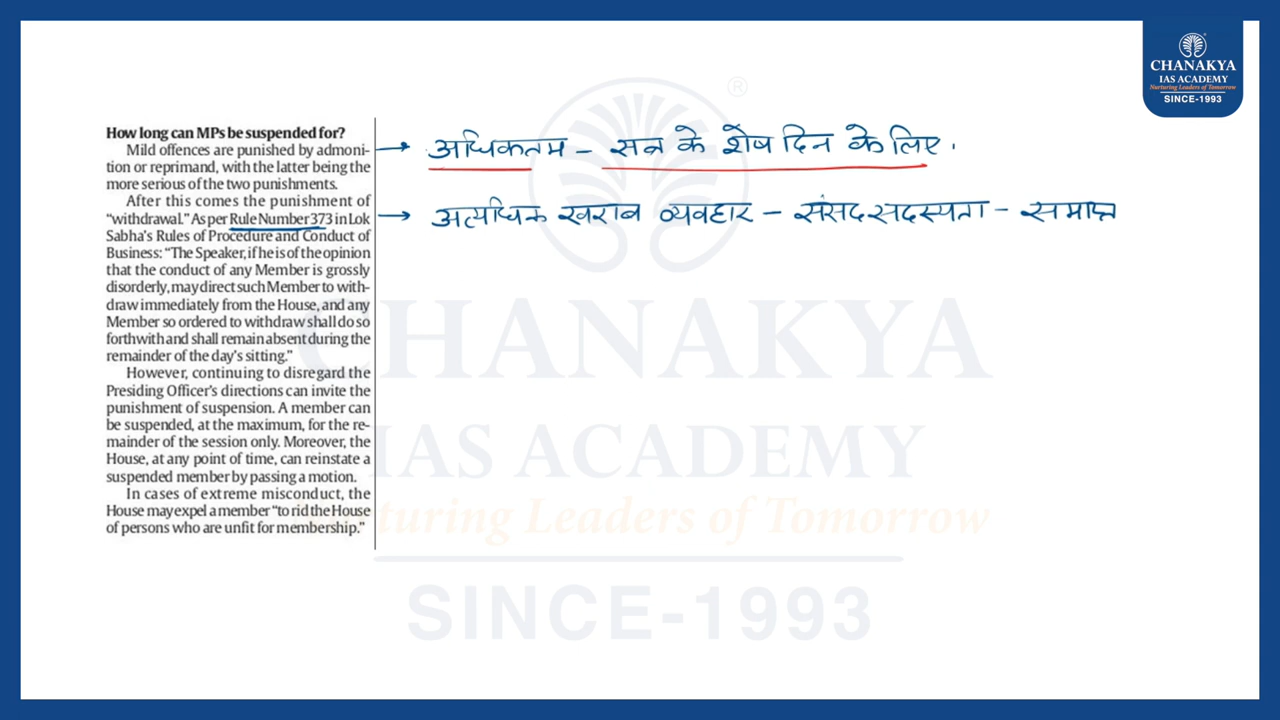 CHANAKYA
IAS ACADEMY
Nurturing Leaders of Tomorrow
SINCE-1993
How long can MPs be suspended for?
Mild offences are punished by admoni-
tion or reprimand, with the latter being the
more serious of the two punishments.
After this comes the punishment of
“withdrawal.” As per Rule Number 373 in Lok
Sabha’s Rules of Procedure and Conduct of
Business: “The Speaker, if he is of the opinion
that the conduct of any Member is grossly
disorderly, may direct such Member to with-
draw immediately from the House, and any
Member so ordered to withdraw shall do so
forthwith and shall remain absent during the
remainder of the day’s sitting.”
However, continuing to disregard the
Presiding Officer’s directions can invite the
punishment of suspension. A member can
be suspended, at the maximum, for the re-
mainder of the session only. Moreover, the
House, at any point of time, can reinstate a
suspended member by passing a motion.
In cases of extreme misconduct, the
House may expel a member “to rid the House
of persons who are unfit for membership.”
→ अधिकतम – सत्र के शेष दिन के लिए.
→ अत्यधिक खराब व्यवहार – संसद सदस्यता – समाप्त
®
CHANAKYA
IAS ACADEMY
turing Leaders of Tomorrow
SINCE-1993